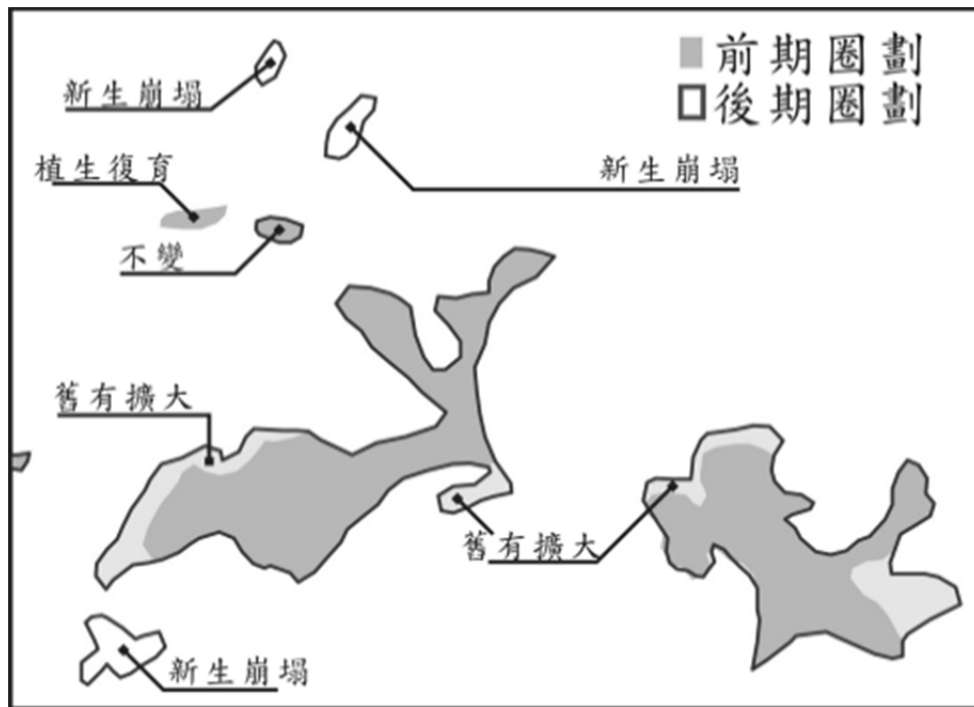 前期圈劃
後期圈劃
新生崩塌
新生崩塌
植生復育
不變
舊有擴大
舊有擴大
新生崩塌